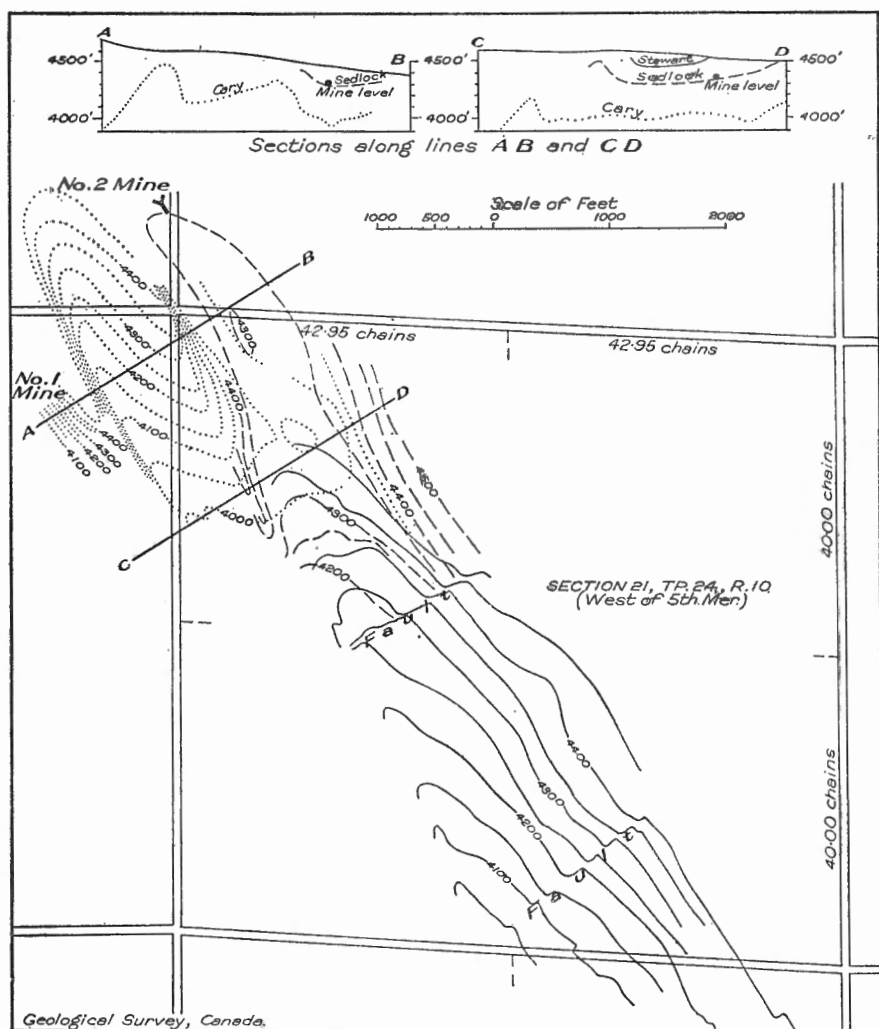 A
B
4500'
4000'
Cary
Sedlock
Mine level
4500'
4000'
C
D
Stewart
Sedlock
Mine level
Cary
4500'
4000'
Sections along lines AB and CD
No. 2 Mine
Scale of Feet
1000 500 0 1000 2000
B
4400
4300
42·95 chains
42·95 chains
4300
4200
4400
No. 1
Mine
D
A
4100
4400
4300
4200
4100
4400
4500
4000
4300
C
4200
40·00 chains
SECTION 21, TP. 24, R. 10
(West of 5th. Mer.)
Fault
4400
4300
4200
40·00 chains
4100
Fault
Geological Survey, Canada.